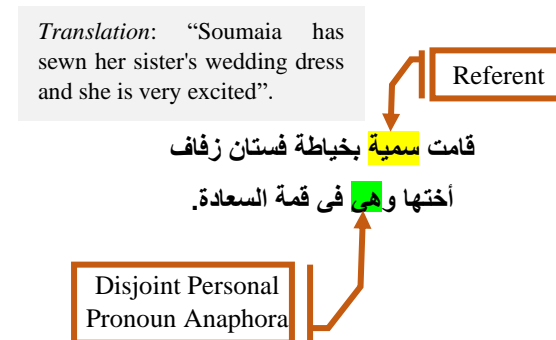 Translation: “Soumaia has
sewn her sister's wedding dress
and she is very excited”.
Referent
قامت سمية بخياطة فستان زفاف
أختها وهي فى قمة السعادة.
Disjoint Personal
Pronoun Anaphora